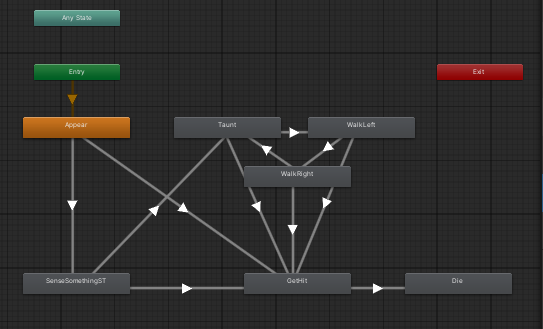 Any State
Entry
Exit
Appear
Taunt
WalkLeft
WalkRight
SenseSomethingST
GetHit
Die